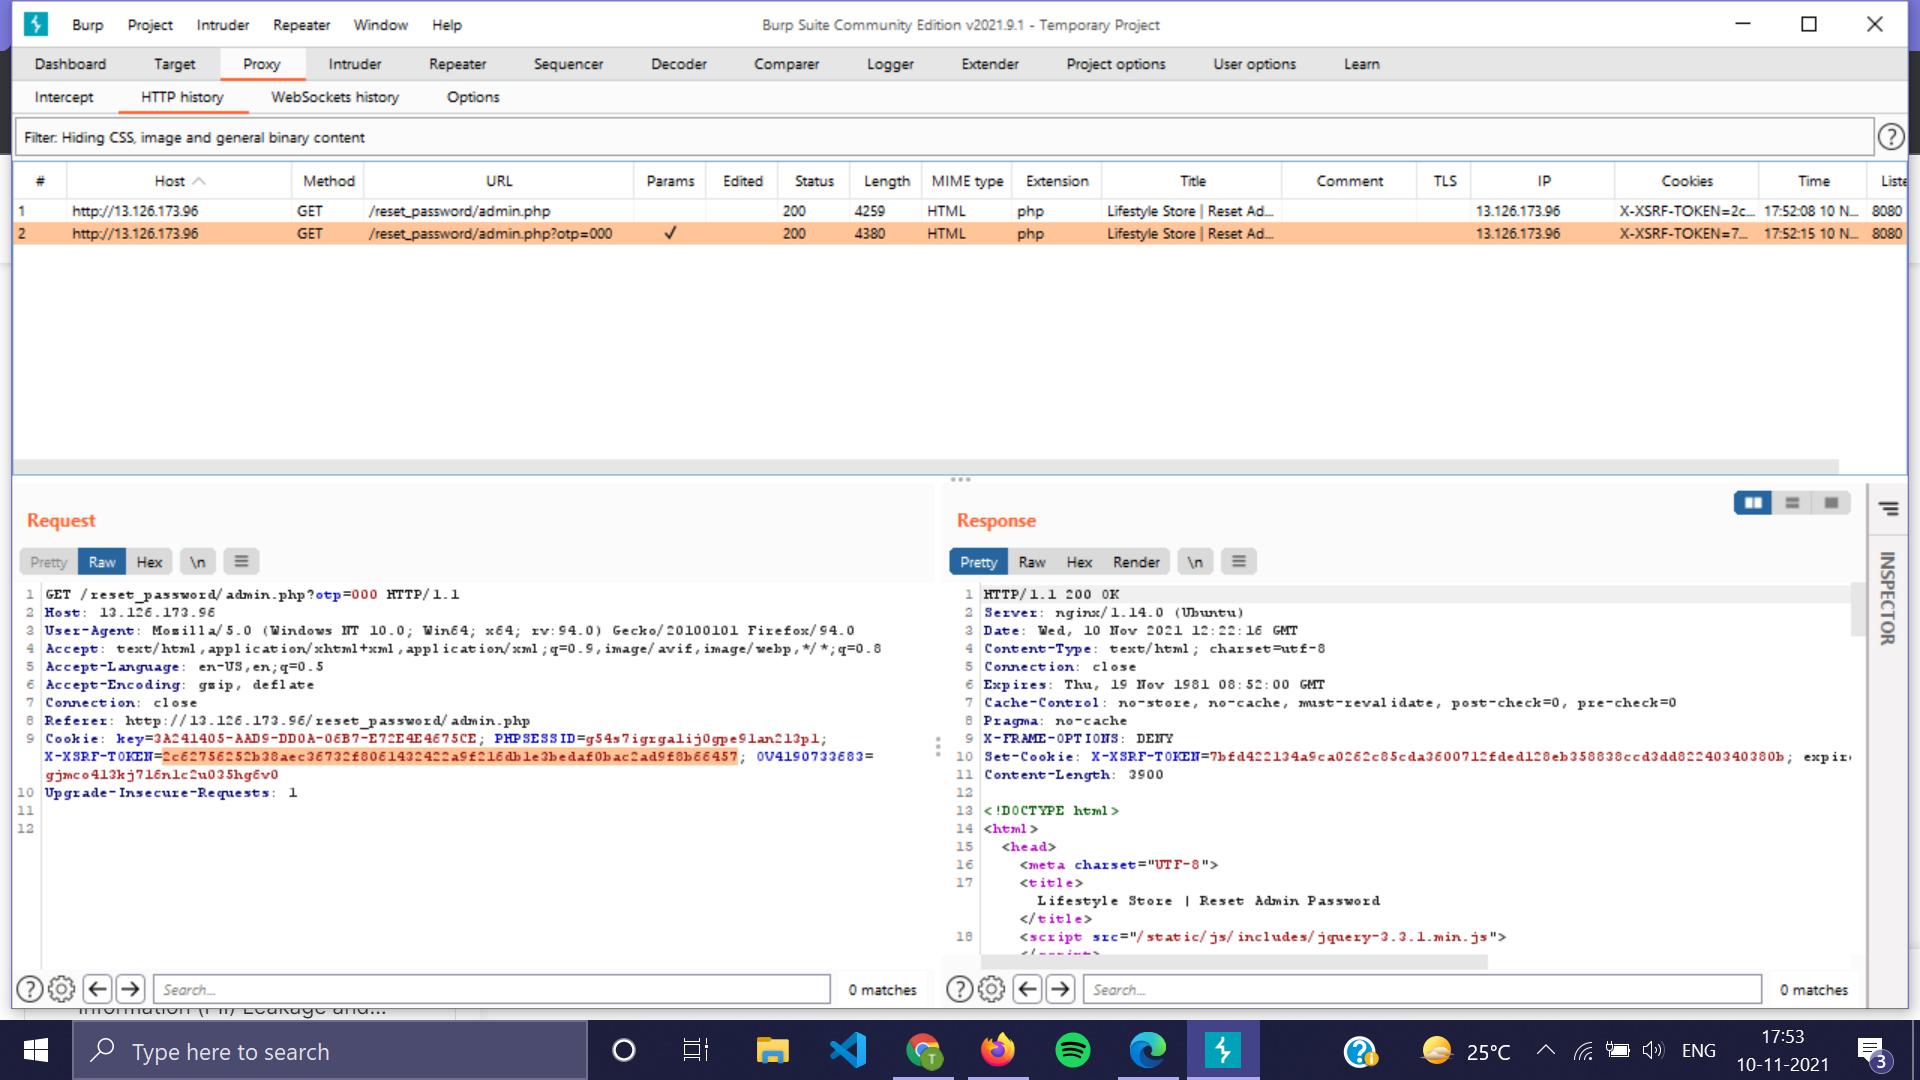 Burp Project Intruder Repeater Window Help
Burp Suite Community Edition v2021.9.1 - Temporary Project
Dashboard Target Proxy Intruder Repeater Sequencer Decoder Comparer Logger Extender Project options User options Learn
Intercept HTTP history WebSockets history Options
Filter: Hiding CSS, image and general binary content
?
# Host Method URL Params Edited Status Length MIME type Extension Title Comment TLS IP Cookies Time Liste
1 http://13.126.173.96 GET /reset_password/admin.php 200 4259 HTML php Lifestyle Store | Reset Ad... 13.126.173.96 X-XSRF-TOKEN=2c... 17:52:08 10 N... 8080
2 http://13.126.173.96 GET /reset_password/admin.php?otp=000 ✓ 200 4380 HTML php Lifestyle Store | Reset Ad... 13.126.173.96 X-XSRF-TOKEN=7... 17:52:15 10 N... 8080
Request
Pretty Raw Hex \n
1 GET /reset_password/admin.php?otp=000 HTTP/1.1
2 Host: 13.126.173.96
3 User-Agent: Mozilla/5.0 (Windows NT 10.0; Win64; x64; rv:94.0) Gecko/20100101 Firefox/94.0
4 Accept: text/html,application/xhtml+xml,application/xml;q=0.9,image/avif,image/webp,*/*;q=0.8
5 Accept-Language: en-US,en;q=0.5
6 Accept-Encoding: gzip, deflate
7 Connection: close
8 Referer: http://13.126.173.96/reset_password/admin.php
9 Cookie: key=3A241405-AAD9-DD0A-06B7-E72E4E4675CE; PHPSESSID=g54s7igrga1ij0gpe91an213p1;
X-XSRF-TOKEN=2c62756252b38aec36732f8061432422a9f216db1e3bedaf0bac2ad9f8b66457; 0V4190733683=
gjmco413kj716n1c2u035hg6v0
10 Upgrade-Insecure-Requests: 1
11
12
Search...
0 matches
Response
Pretty Raw Hex Render \n
1 HTTP/1.1 200 OK
2 Server: nginx/1.14.0 (Ubuntu)
3 Date: Wed, 10 Nov 2021 12:22:16 GMT
4 Content-Type: text/html; charset=utf-8
5 Connection: close
6 Expires: Thu, 19 Nov 1981 08:52:00 GMT
7 Cache-Control: no-store, no-cache, must-revalidate, post-check=0, pre-check=0
8 Pragma: no-cache
9 X-FRAME-OPTIONS: DENY
10 Set-Cookie: X-XSRF-TOKEN=7bfd422134a9ca0262c85cda3600712fded128eb358838ccd3dd82240340380b; expir
11 Content-Length: 3900
12
13 <!DOCTYPE html>
14 <html>
15 <head>
16 <meta charset="UTF-8">
17 <title>
Lifestyle Store | Reset Admin Password
</title>
18 <script src="/static/js/includes/jquery-3.3.1.min.js">
</script>
Search...
0 matches
INSPECTOR
Information (PII) Leakage and...
Type here to search
T
25°C
ENG
17:53
10-11-2021
3